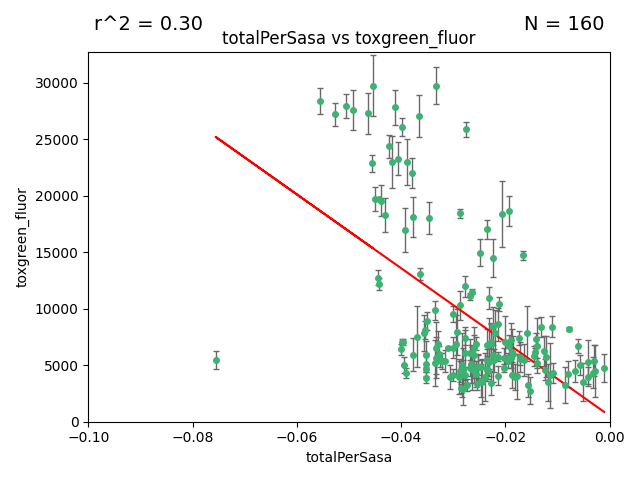 r^2 = 0.30 N = 160
totalPerSasa vs toxgreen_fluor
30000
25000
20000
15000
10000
5000
0
toxgreen_fluor
−0.10 −0.08 −0.06 −0.04 −0.02 0.00
totalPerSasa